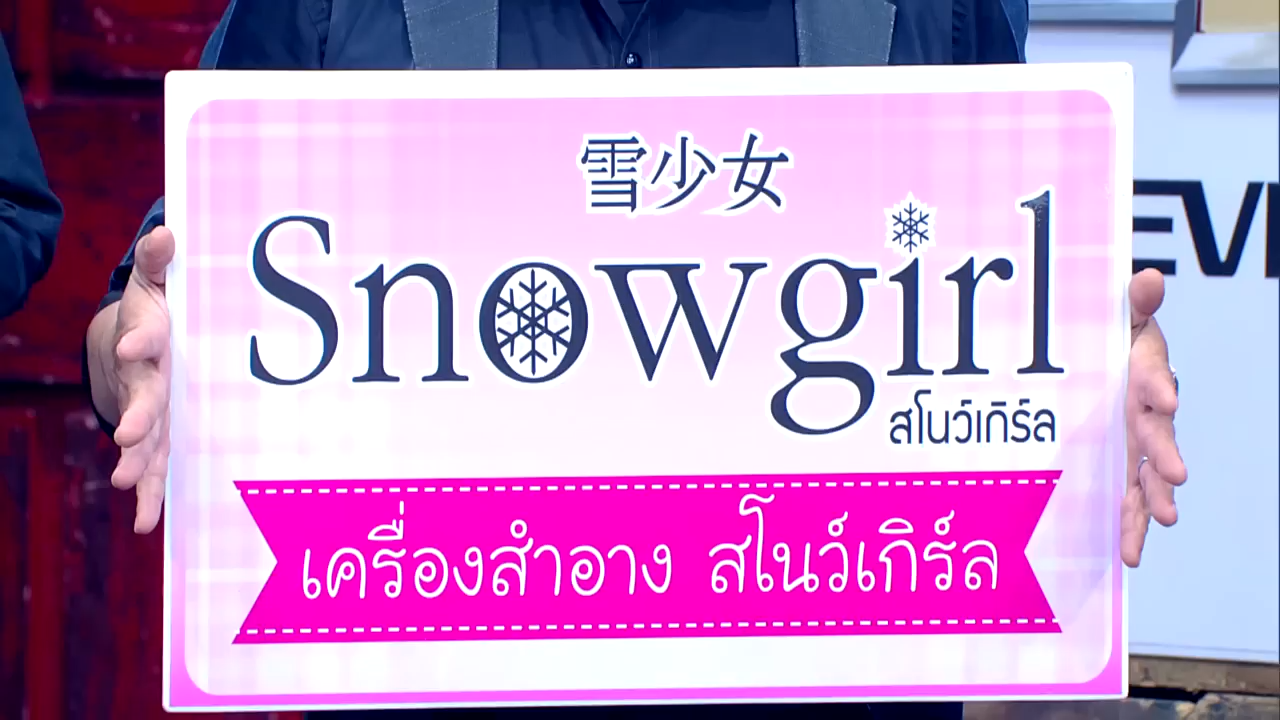 雪少女
Snowgirl
สโนว์เกิร์ล
เครื่องสำอาง สโนว์เกิร์ล